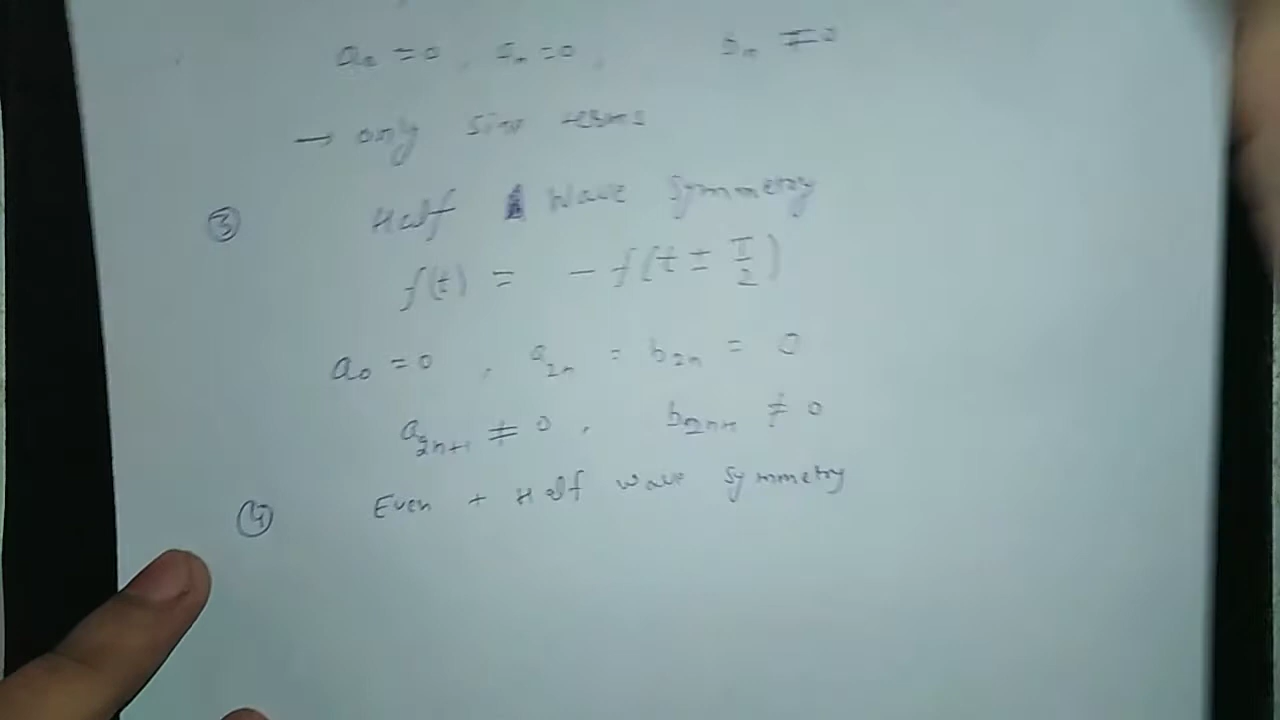 a₀ = 0, aₙ = 0, bₙ ≠ 0
→ only sine terms
③ Half Wave Symmetry
f(t) = - f(t ± π/2)
a₀ = 0, a₂ₙ = b₂ₙ = 0
a₂ₙ₊₁ ≠ 0, b₂ₙ₊₁ ≠ 0
④ Even + Half wave symmetry